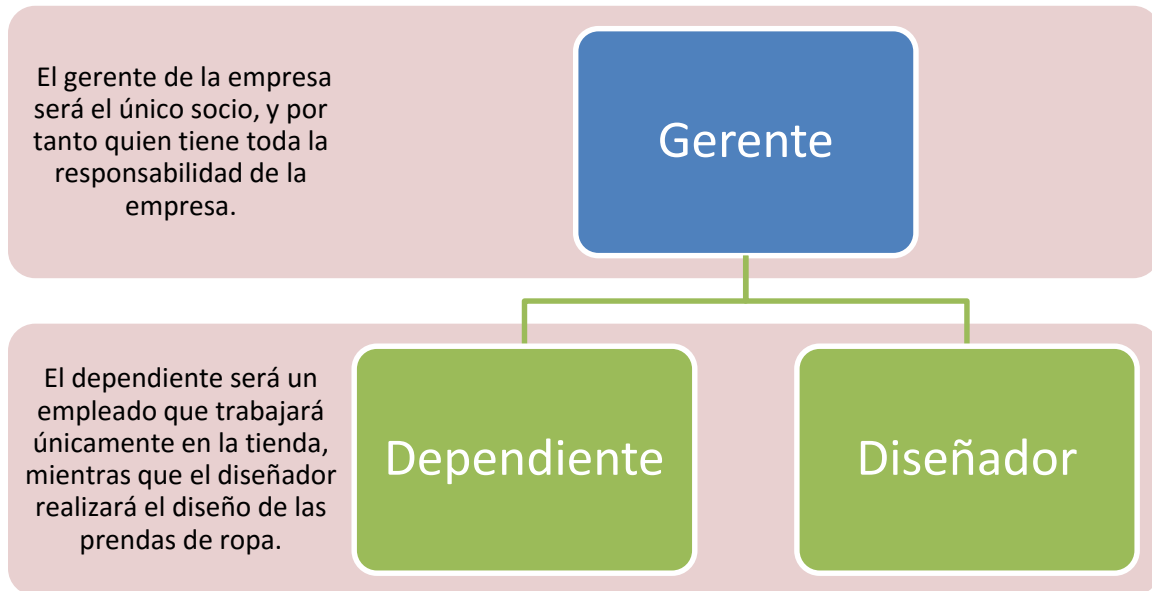 El gerente de la empresa
será el único socio, y por
tanto quien tiene toda la
responsabilidad de la
empresa.
Gerente
El dependiente será un
empleado que trabajará
únicamente en la tienda,
mientras que el diseñador
realizará el diseño de las
prendas de ropa.
Dependiente
Diseñador